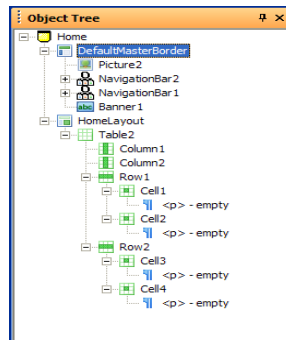 Object Tree
Home
DefaultMasterBorder
Picture2
NavigationBar2
NavigationBar1
abc Banner1
HomeLayout
Table2
Column1
Column2
Row1
Cell1
<p> - empty
Cell2
<p> - empty
Row2
Cell3
<p> - empty
Cell4
<p> - empty